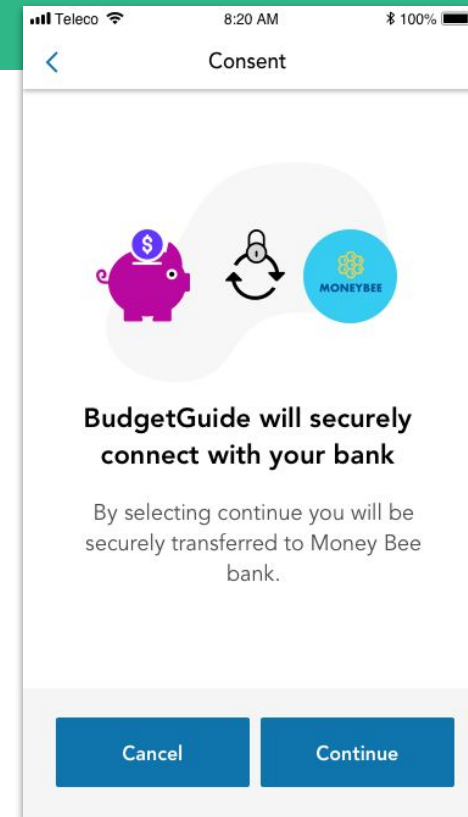 Teleco 8:20 AM 100%
Consent
$
MONEYBEE
BudgetGuide will securely
connect with your bank
By selecting continue you will be
securely transferred to Money Bee
bank.
Cancel Continue